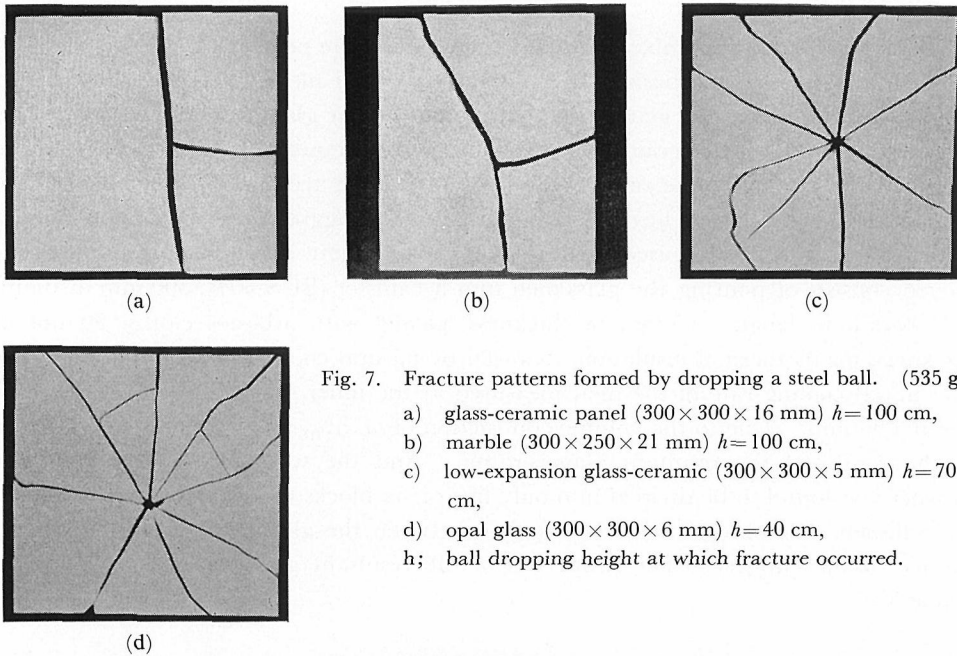 (a)
(b)
(c)
(d)
Fig. 7. Fracture patterns formed by dropping a steel ball. (535 g
a) glass-ceramic panel (300×300×16 mm) h=100 cm,
b) marble (300×250×21 mm) h=100 cm,
c) low-expansion glass-ceramic (300×300×5 mm) h=70
cm,
d) opal glass (300×300×6 mm) h=40 cm,
h; ball dropping height at which fracture occurred.